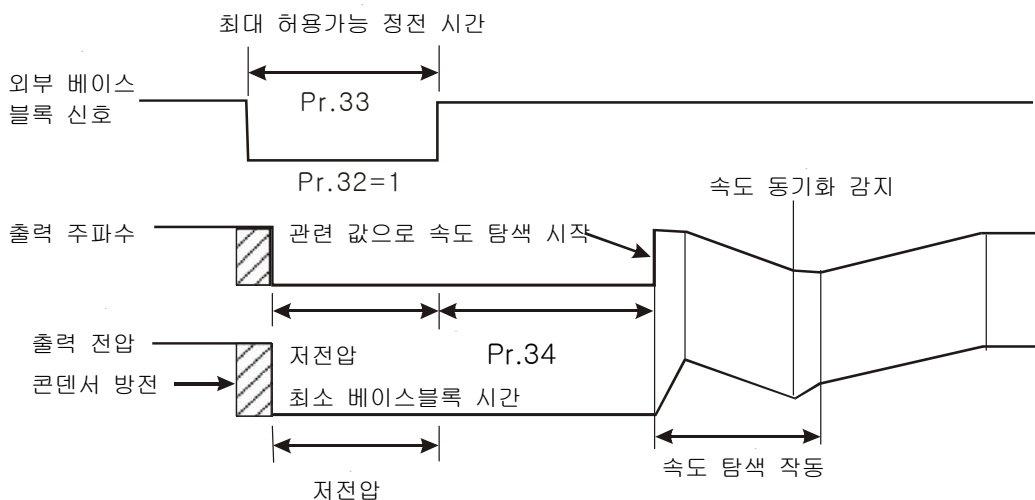 최대 허용가능 정전 시간
외부 베이스
블록 신호
Pr.33
Pr.32=1
속도 동기화 감지
출력 주파수
관련 값으로 속도 탐색 시작
출력 전압
저전압
Pr.34
콘덴서 방전
최소 베이스블록 시간
속도 탐색 작동
저전압